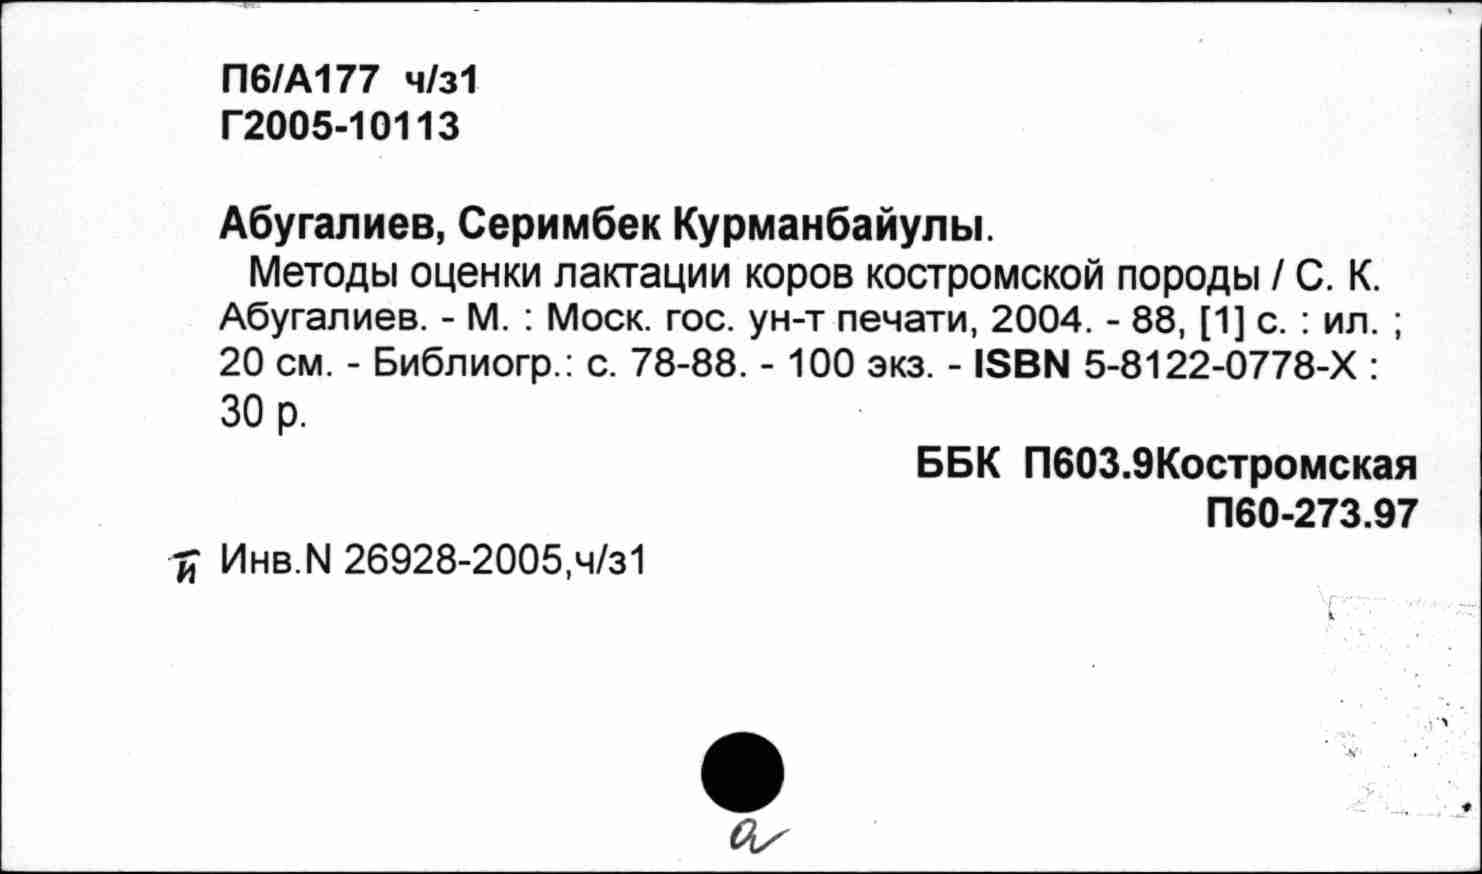 П6/А177 ч/з1
Г2005-10113
Абугалиев, Серимбек Курманбайулы.
Методы оценки лактации коров костромской породы / С. К.
Абугалиев. - М. : Моск. гос. ун-т печати, 2004. - 88, [1] с. : ил. ;
20 см. - Библиогр.: с. 78-88. - 100 экз. - ISBN 5-8122-0778-X :
30 р.
ББК П603.9Костромская
П60-273.97
Инв.N 26928-2005,ч/з1